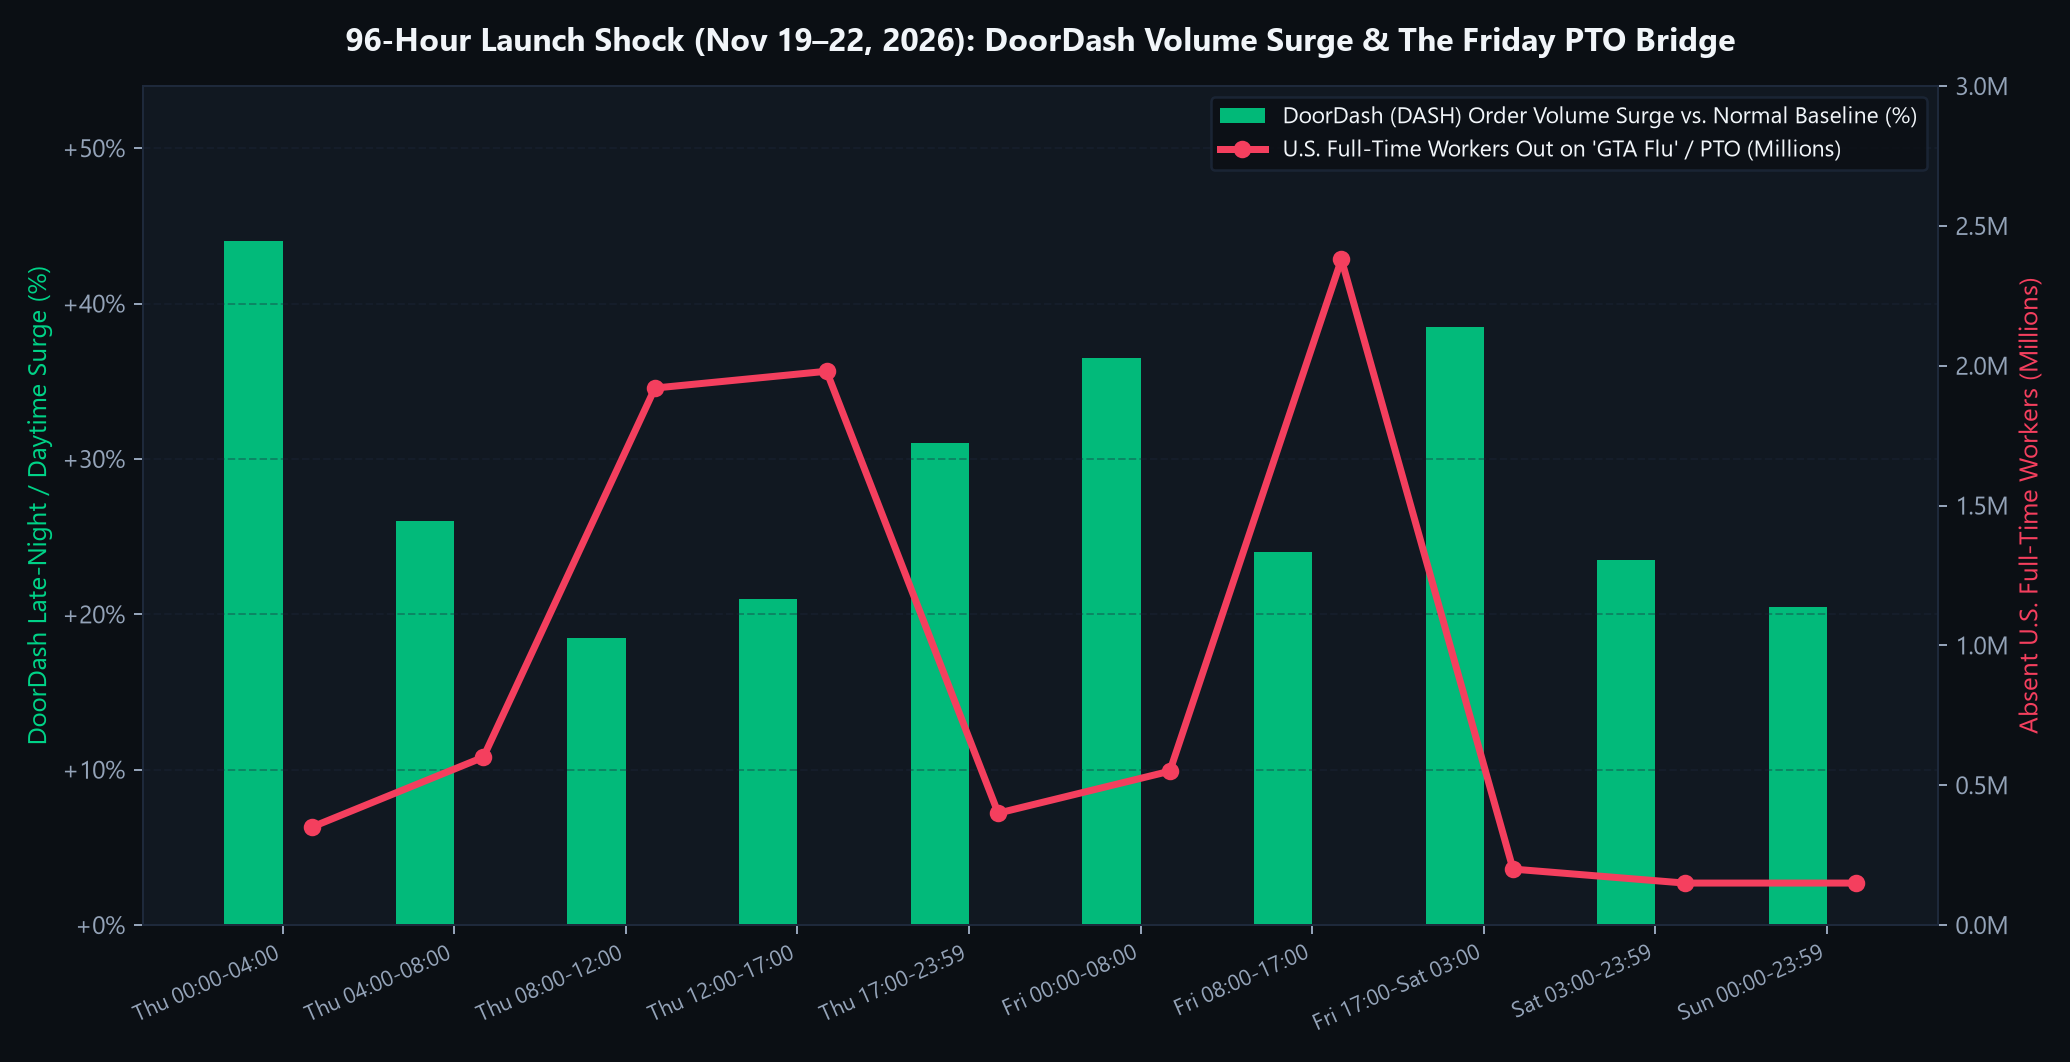 96-Hour Launch Shock (Nov 19–22, 2026): DoorDash Volume Surge & The Friday PTO Bridge
DoorDash (DASH) Order Volume Surge vs. Normal Baseline (%)
U.S. Full-Time Workers Out on 'GTA Flu' / PTO (Millions)
DoorDash Late-Night / Daytime Surge (%)
+50%
+40%
+30%
+20%
+10%
+0%
3.0M
2.5M
2.0M
1.5M
1.0M
0.5M
0.0M
Absent U.S. Full-Time Workers (Millions)
Thu 00:00-04:00
Thu 04:00-08:00
Thu 08:00-12:00
Thu 12:00-17:00
Thu 17:00-23:59
Fri 00:00-08:00
Fri 08:00-17:00
Fri 17:00-Sat 03:00
Sat 03:00-23:59
Sun 00:00-23:59